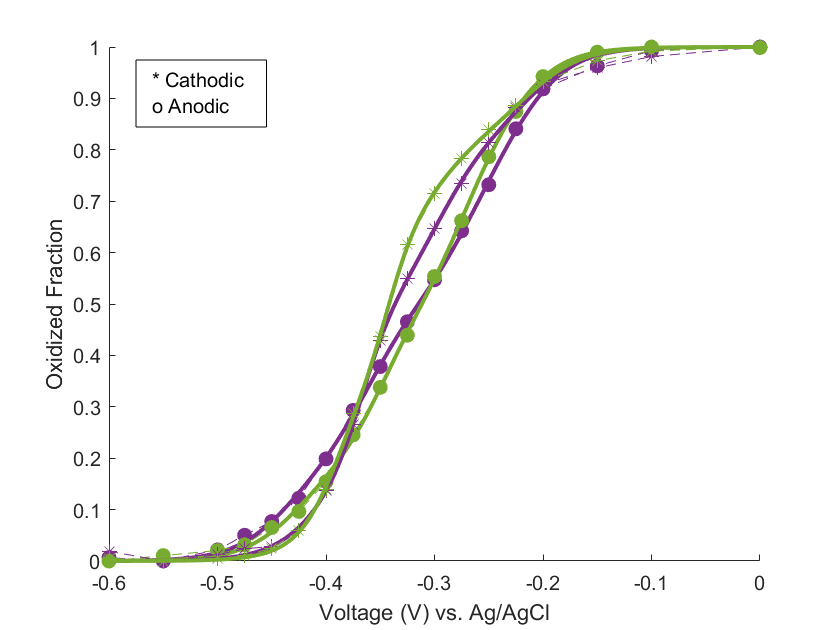 1
0.9
0.8
0.7
0.6
0.5
0.4
0.3
0.2
0.1
0
* Cathodic
o Anodic
Oxidized Fraction
-0.6 -0.5 -0.4 -0.3 -0.2 -0.1 0
Voltage (V) vs. Ag/AgCl